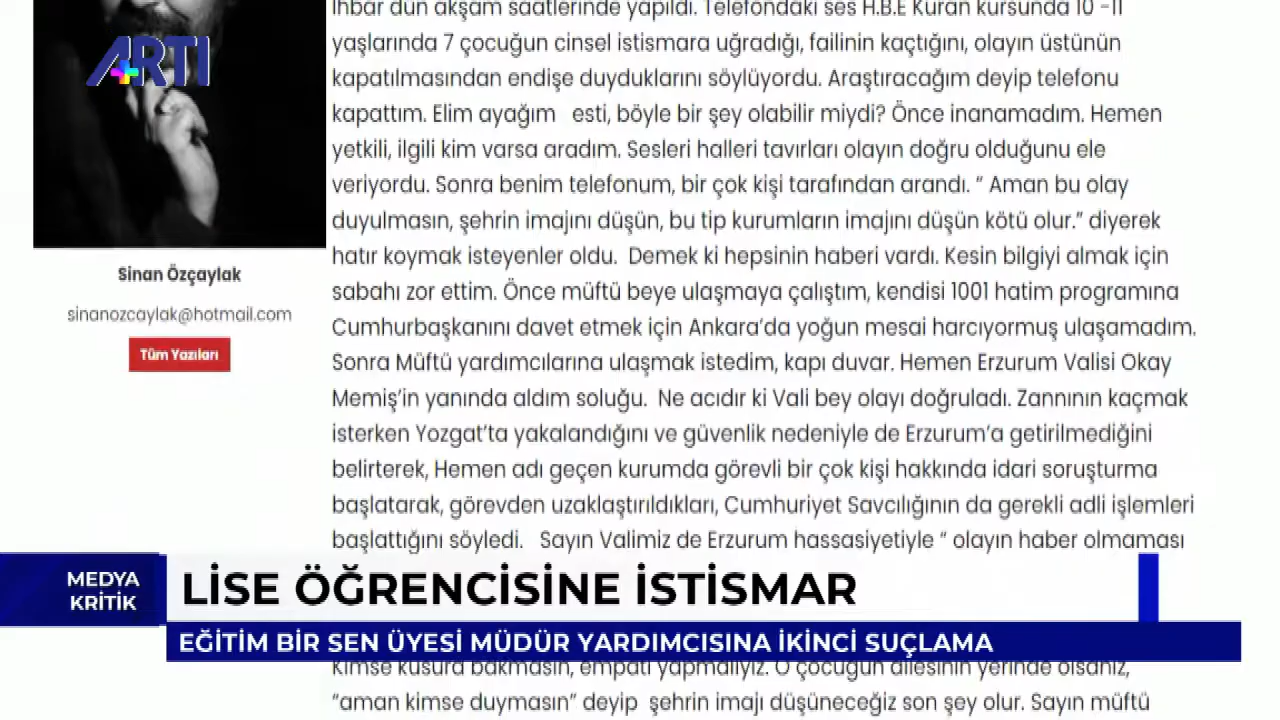 İhbar dün akşam saatlerinde yapıldı. Telefondaki ses H.B.E Kuran kursunda 10 -11
yaşlarında 7 çocuğun cinsel istismara uğradığı, failinin kaçtığını, olayın üstünün
kapatılmasından endişe duyduklarını söylüyordu. Araştıracağım deyip telefonu
kapattım. Elim ayağım esti, böyle bir şey olabilir miydi? Önce inanamadım. Hemen
yetkili, ilgili kim varsa aradım. Sesleri halleri tavırları olayın doğru olduğunu ele
veriyordu. Sonra benim telefonum, bir çok kişi tarafından arandı. “ Aman bu olay
duyulmasın, şehrin imajını düşün, bu tip kurumların imajını düşün kötü olur.” diyerek
hatır koymak isteyenler oldu. Demek ki hepsinin haberi vardı. Kesin bilgiyi almak için
sabahı zor ettim. Önce müftü beye ulaşmaya çalıştım, kendisi 1001 hatim programına
Cumhurbaşkanını davet etmek için Ankara’da yoğun mesai harcıyormuş ulaşamadım.
Sonra Müftü yardımcılarına ulaşmak istedim, kapı duvar. Hemen Erzurum Valisi Okay
Memiş’in yanında aldım soluğu. Ne acıdır ki Vali bey olayı doğruladı. Zannının kaçmak
isterken Yozgat’ta yakalandığını ve güvenlik nedeniyle de Erzurum’a getirilmediğini
belirterek, Hemen adı geçen kurumda görevli bir çok kişi hakkında idari soruşturma
başlatarak, görevden uzaklaştırıldıkları, Cumhuriyet Savcılığının da gerekli adli işlemleri
başlattığını söyledi. Sayın Valimiz de Erzurum hassasiyetiyle “ olayın haber olmaması
Kimse kusura bakmasın, empati yapmalıyız. O çocuğun ailesinin yerinde olsanız,
“aman kimse duymasın” deyip şehrin imajı düşüneceğiz son şey olur. Sayın müftü
ARTI
Sinan Özçaylak
sinanozcaylak@hotmail.com
Tüm Yazıları
MEDYA
KRİTİK
LİSE ÖĞRENCİSİNE İSTİSMAR
EĞİTİM BİR SEN ÜYESİ MÜDÜR YARDIMCISINA İKİNCİ SUÇLAMA